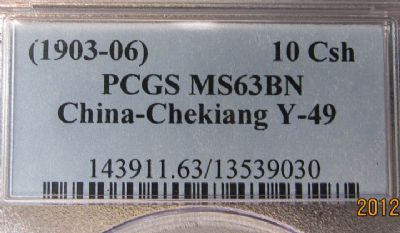 (1903-06) 10 Csh
PCGS MS63BN
China-Chekiang Y-49
143911.63/13539030
2012